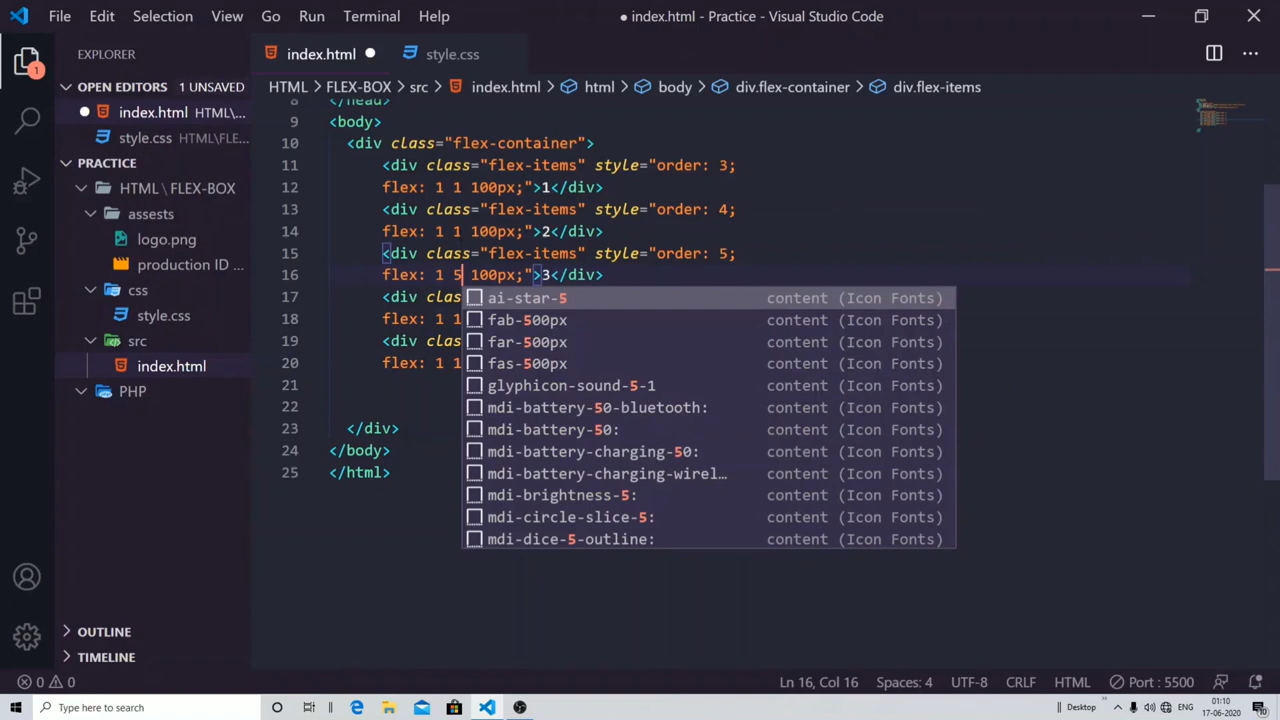 File Edit Selection View Go Run Terminal Help
● index.html - Practice - Visual Studio Code
EXPLORER
index.html
style.css
OPEN EDITORS 1 UNSAVED
index.html HTML\...
style.css HTML\FLE...
PRACTICE
HTML \ FLEX-BOX
assests
logo.png
production ID ...
css
style.css
src
index.html
PHP
OUTLINE
TIMELINE
1
HTML > FLEX-BOX > src > index.html > html > body > div.flex-container > div.flex-items
8 </head>
9 <body>
10 <div class="flex-container">
11 <div class="flex-items" style="order: 3;
12 flex: 1 1 100px;">1</div>
13 <div class="flex-items" style="order: 4;
14 flex: 1 1 100px;">2</div>
15 <div class="flex-items" style="order: 5;
16 flex: 1 5 100px;">3</div>
17 <div clas
18 flex: 1 1
19 <div clas
20 flex: 1 1
21
22
23 </div>
24 </body>
25 </html>
ai-star-5 content (Icon Fonts)
fab-500px content (Icon Fonts)
far-500px content (Icon Fonts)
fas-500px content (Icon Fonts)
glyphicon-sound-5-1 content (Icon Fonts)
mdi-battery-50-bluetooth: content (Icon Fonts)
mdi-battery-50: content (Icon Fonts)
mdi-battery-charging-50: content (Icon Fonts)
mdi-battery-charging-wirel... content (Icon Fonts)
mdi-brightness-5: content (Icon Fonts)
mdi-circle-slice-5: content (Icon Fonts)
mdi-dice-5-outline: content (Icon Fonts)
0 0
Ln 16, Col 16 Spaces: 4 UTF-8 CRLF HTML Port : 5500
Type here to search
Desktop
ENG
01:10
17-06-2020
10